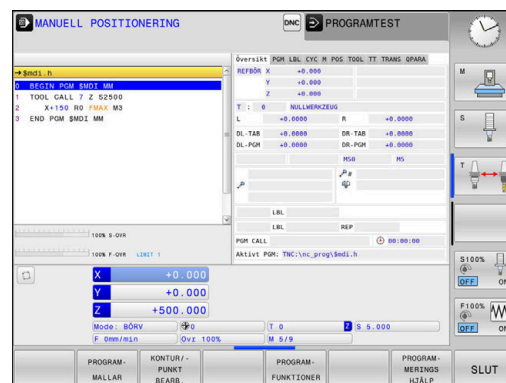 MANUELL POSITIONERING
DNC
PROGRAMTEST
Översikt PGM LBL CYC M POS TOOL TT TRANS QPARA
→$mdi.h
0 BEGIN PGM $MDI MM
1 TOOL CALL 7 Z S2500
2 X+150 R0 FMAX M3
3 END PGM $MDI MM
REFBÖR X +0.000
Y +0.000
Z +0.000
T : 0 NULLWERKZEUG
L +0.0000 R +0.0000
DL-TAB +0.0000 DR-TAB +0.0000
DL-PGM +0.0000 DR-PGM +0.0000
M50 M5
P#
LBL
LBL REP
PGM CALL 00:00:00
Aktivt PGM: TNC:\nc_prog\$mdi.h
100% S-OVR
100% F-OVR LIMIT 1
X +0.000
Y +0.000
Z +500.000
Mode: BÖRV 0 T 0 Z S 5.000
F 0mm/min Ovr 100% M 5/9
M
S
T
S100%
OFF ON
F100%
OFF ON
PROGRAM-
MALLAR
KONTUR/-
PUNKT
BEARB.
PROGRAM-
FUNKTIONER
PROGRAM-
MERINGS
HJÄLP
SLUT